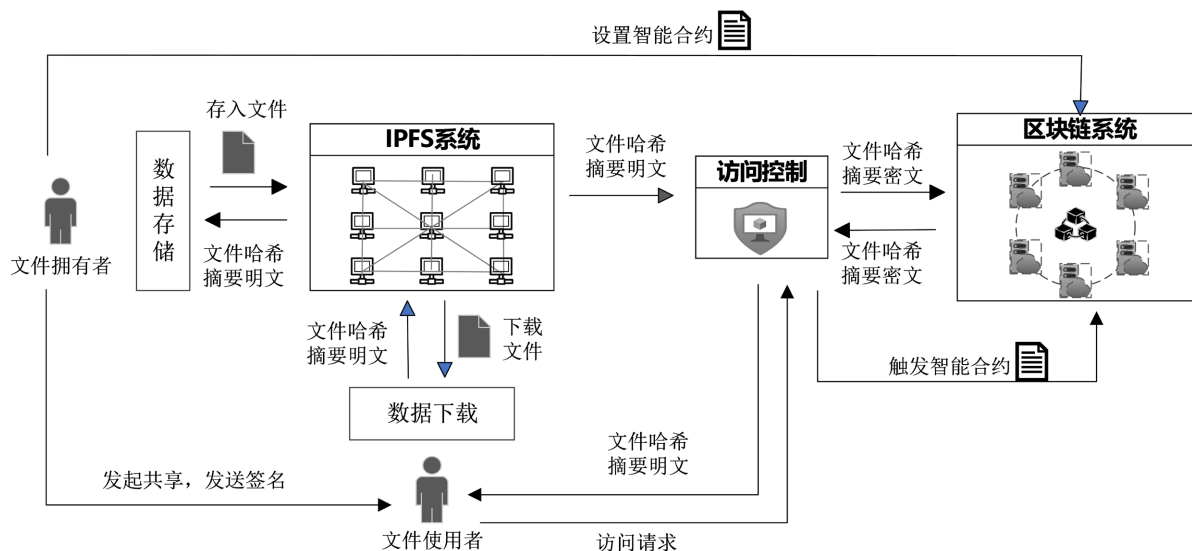 设置智能合约
存入文件
数据存储
文件哈希
摘要明文
文件拥有者
IPFS系统
文件哈希
摘要明文
访问控制
文件哈希
摘要密文
文件哈希
摘要密文
区块链系统
文件哈希
摘要明文
下载
文件
数据下载
触发智能合约
文件哈希
摘要明文
发起共享，发送签名
文件使用者
访问请求